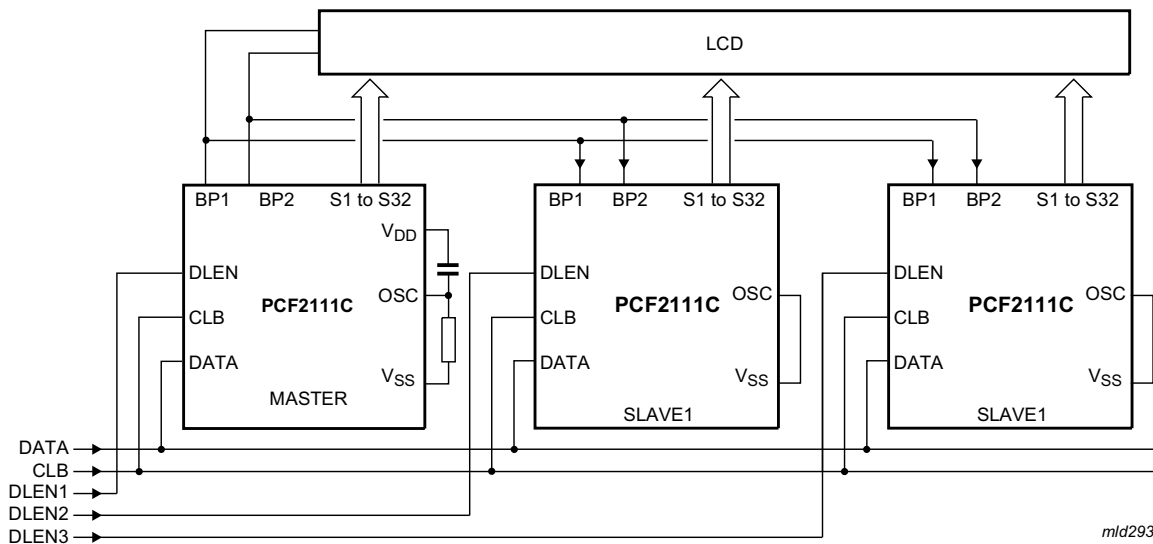 LCD
BP1 BP2 S1 to S32
BP1 BP2 S1 to S32
BP1 BP2 S1 to S32
VDD
DLEN
DLEN
DLEN
OSC
OSC
OSC
PCF2111C
PCF2111C
PCF2111C
CLB
CLB
CLB
DATA
DATA
DATA
VSS
VSS
VSS
MASTER
SLAVE1
SLAVE1
DATA
CLB
DLEN1
DLEN2
DLEN3
mld293